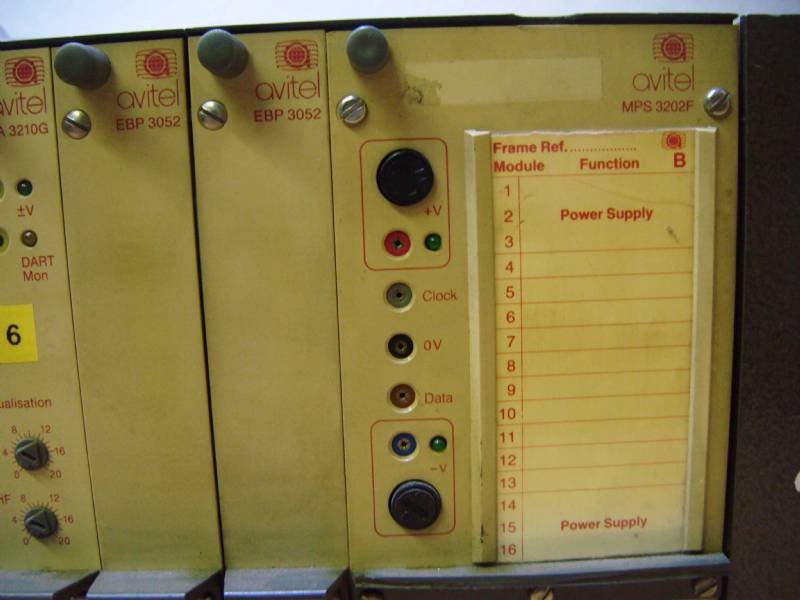 avitel
A 3210G
±V
DART
Mon
6
ualisation
8 12
4 16
0 20
HF
8 12
4 16
0 20
avitel
EBP 3052
avitel
EBP 3052
avitel
MPS 3202F
+V
Clock
0V
Data
−V
Frame Ref.................
Module Function B
1
2 Power Supply
3
4
5
6
7
8
9
10
11
12
13
14
15 Power Supply
16